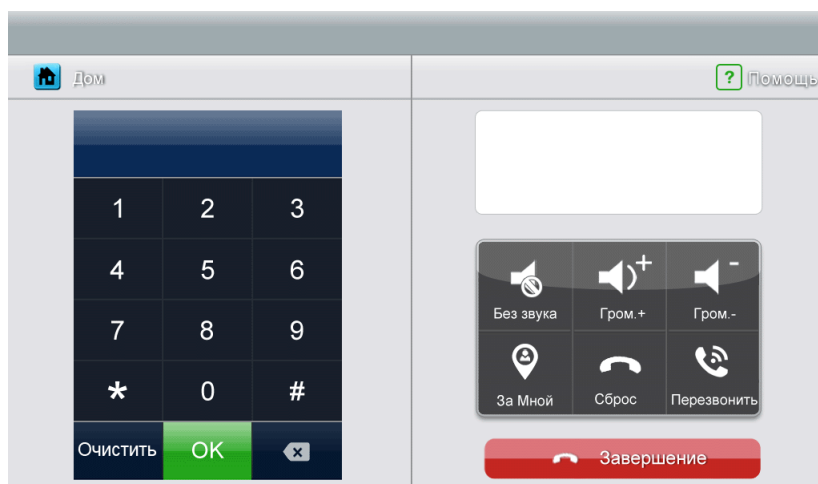 Дом
? Помощь
1 2 3
4 5 6
7 8 9
* 0 #
Очистить OK
Без звука Гром.+ Гром.-
За Мной Сброс Перезвонить
Завершение